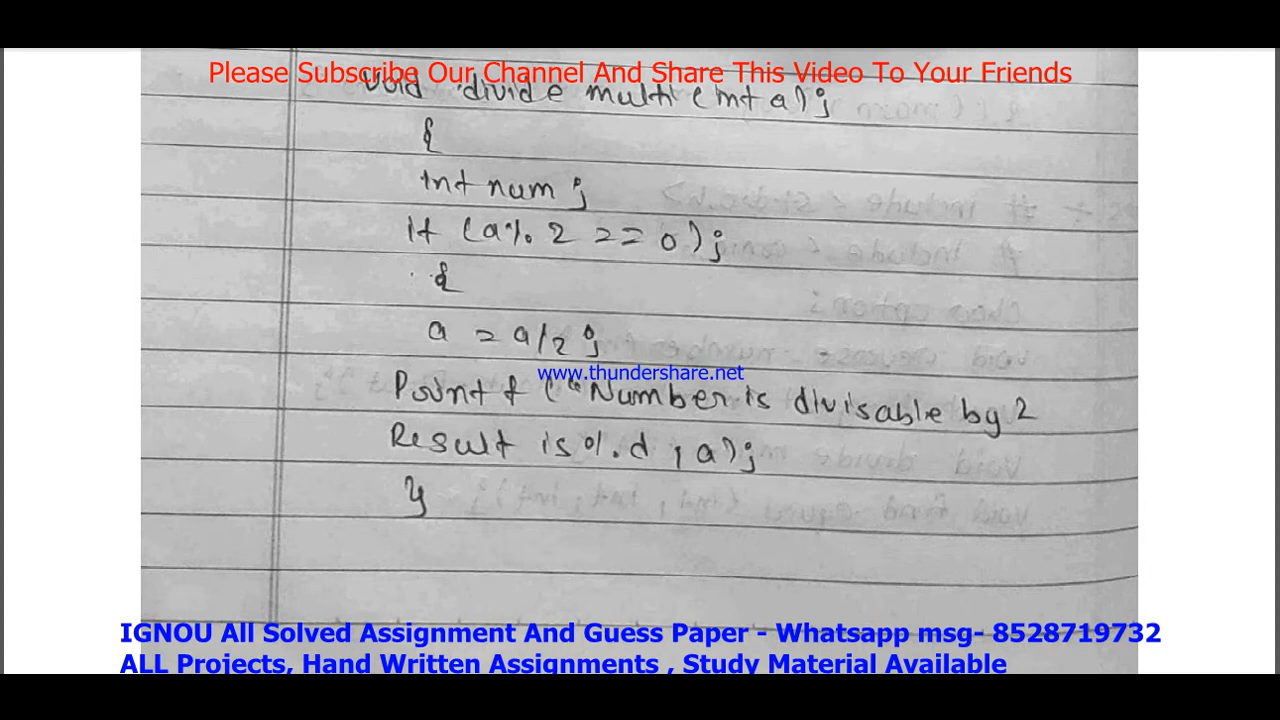 Please Subscribe Our Channel And Share This Video To Your Friends
void divide multi (int a);
{
int num;
if (a% 2 == 0);
{
a = a/2;
www.thundershare.net
Printf ("Number is divisable by 2
Result is %.d , a);
}
IGNOU All Solved Assignment And Guess Paper - Whatsapp msg- 8528719732
ALL Projects, Hand Written Assignments , Study Material Available